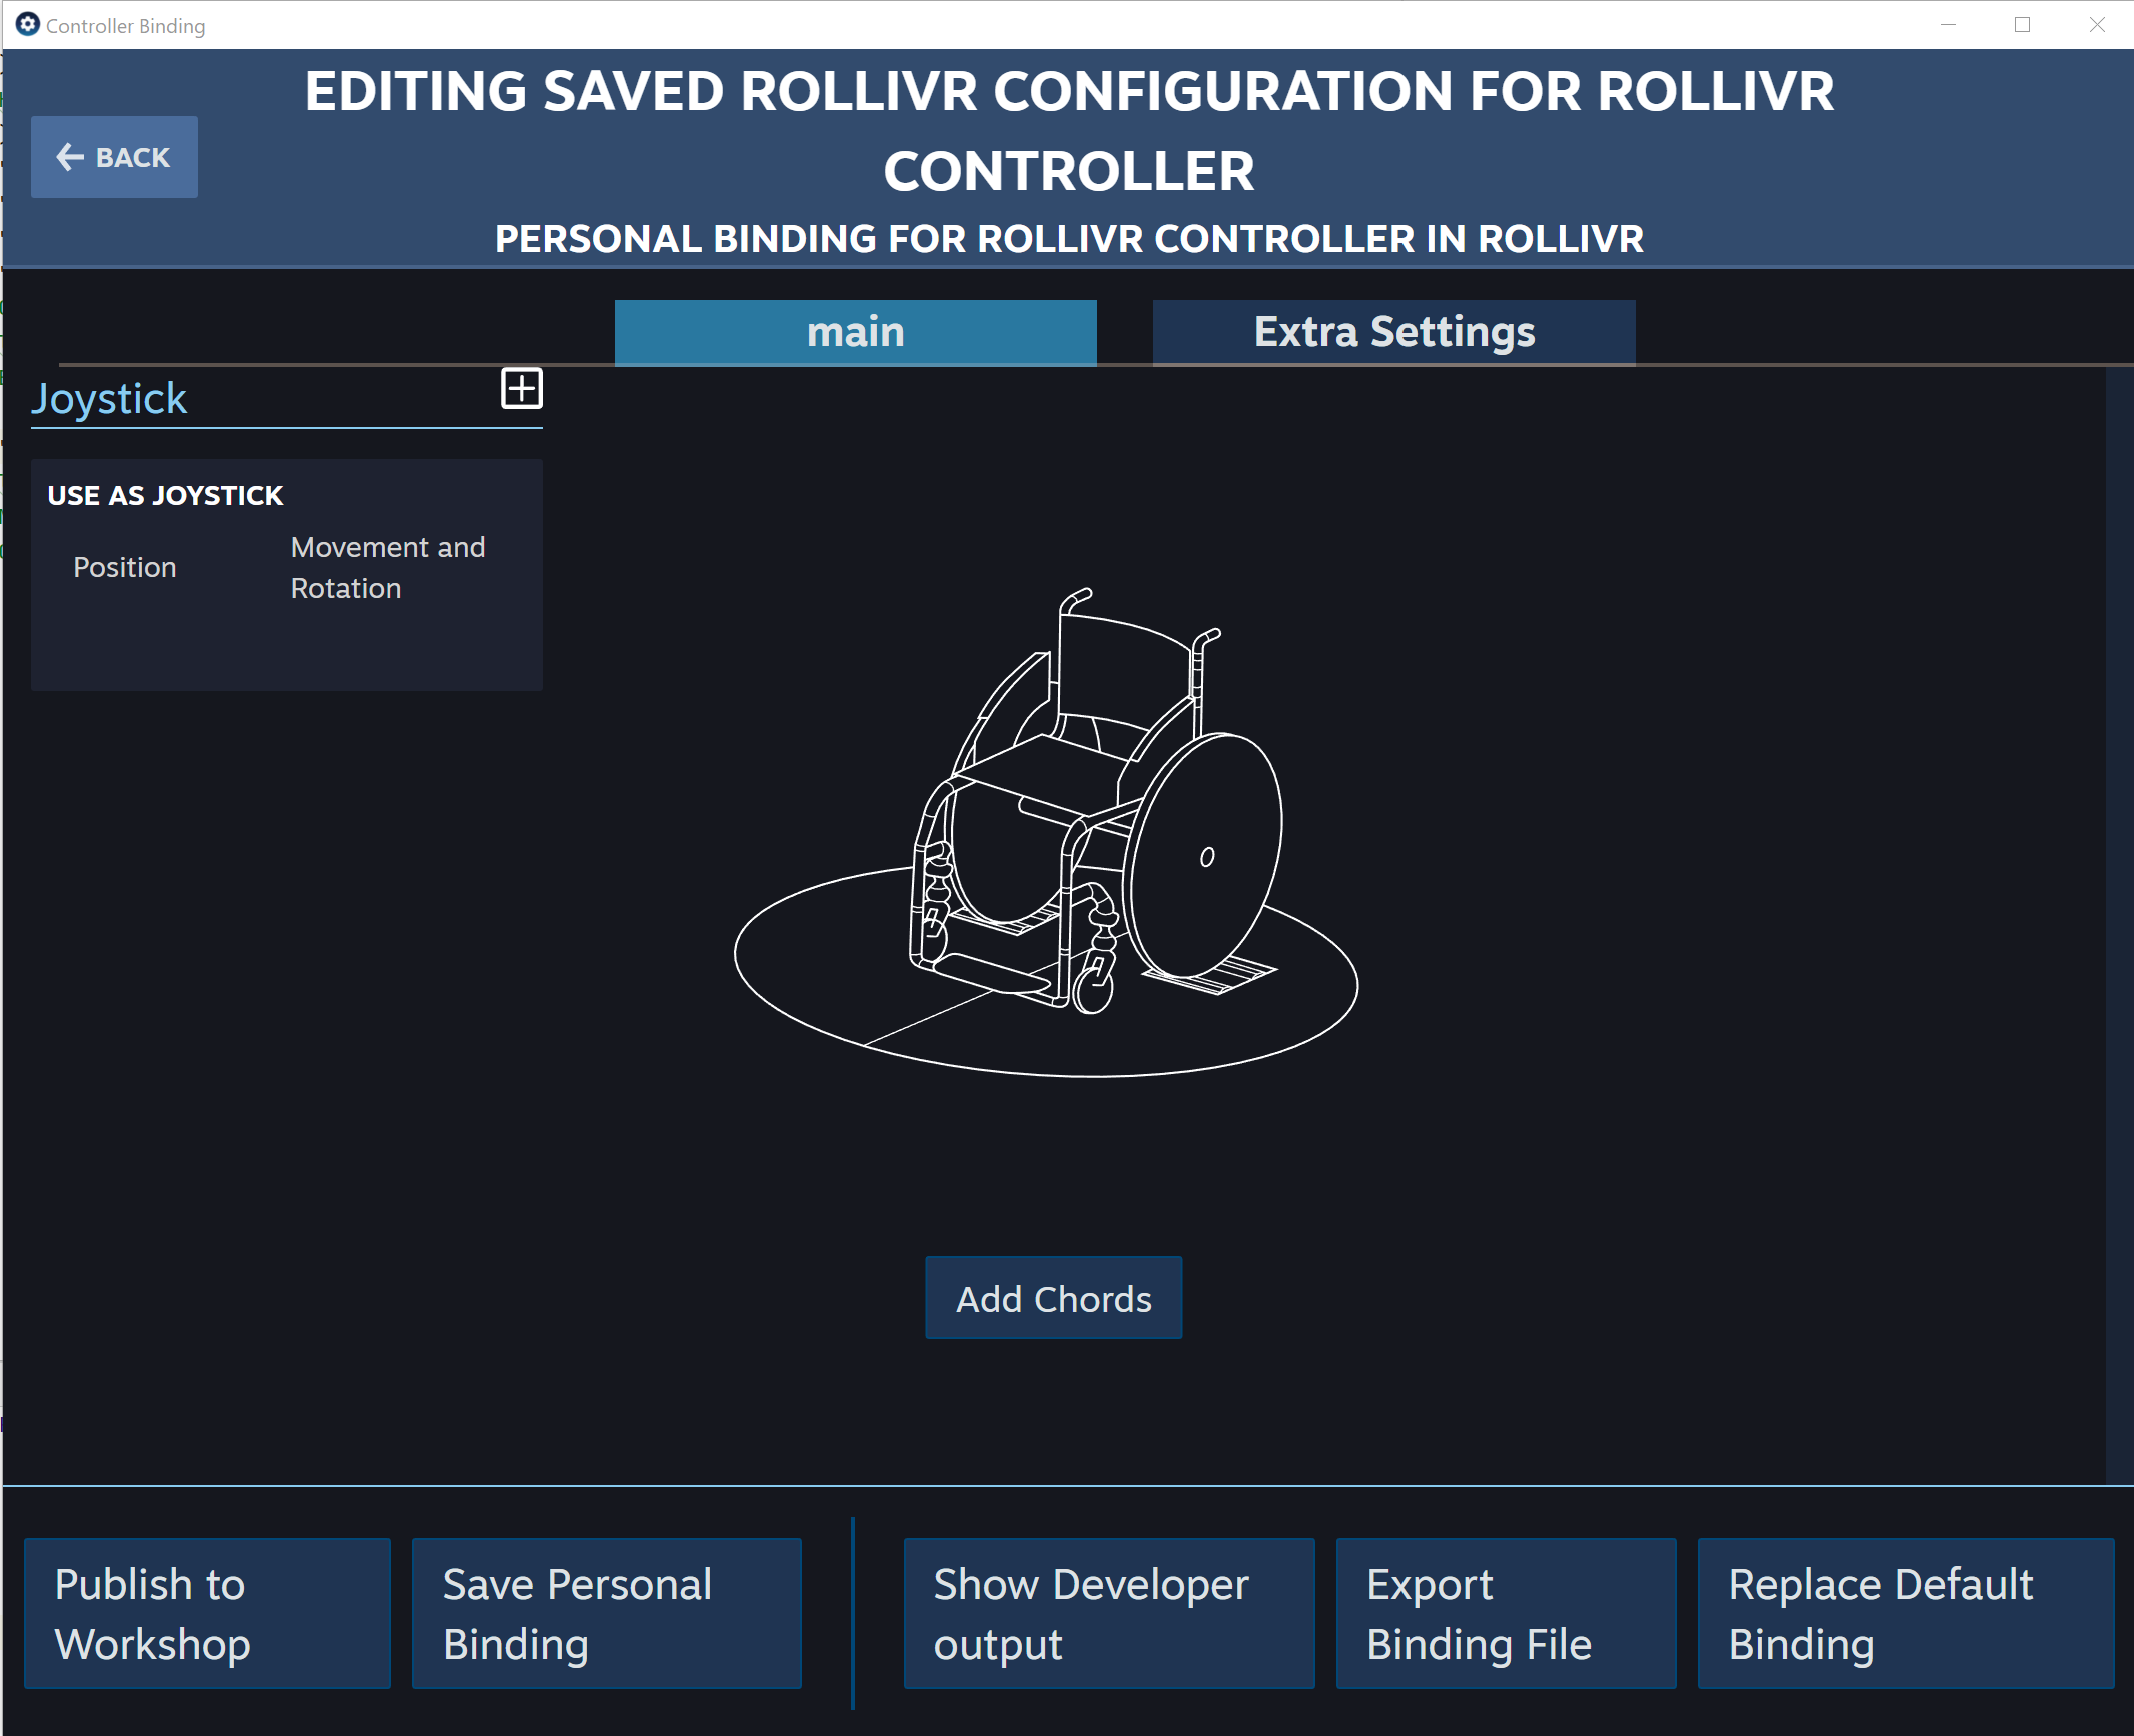 Controller Binding
EDITING SAVED ROLLIVR CONFIGURATION FOR ROLLIVR
CONTROLLER
BACK
PERSONAL BINDING FOR ROLLIVR CONTROLLER IN ROLLIVR
main
Extra Settings
Joystick
USE AS JOYSTICK
Position
Movement and
Rotation
Add Chords
Publish to
Workshop
Save Personal
Binding
Show Developer
output
Export
Binding File
Replace Default
Binding